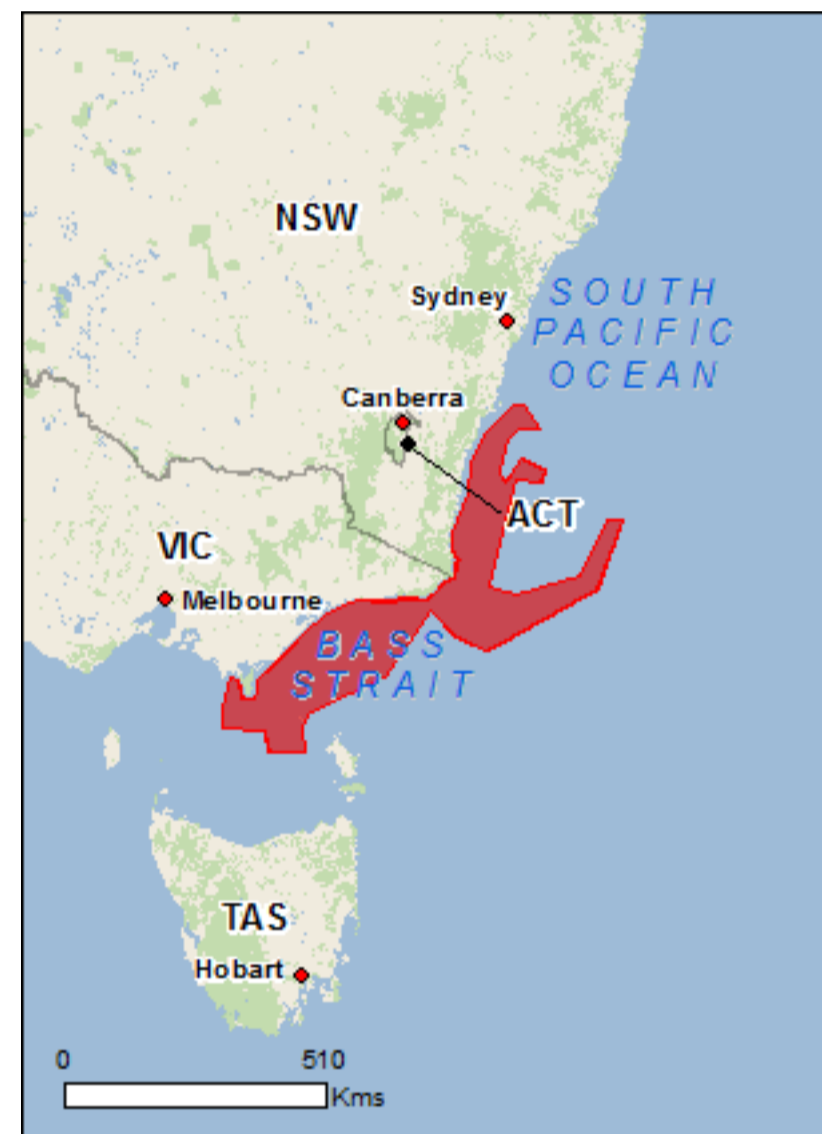 NSW
Sydney
SOUTH
PACIFIC
OCEAN
Canberra
ACT
VIC
Melbourne
BASS
STRAIT
TAS
Hobart
0 510
Kms